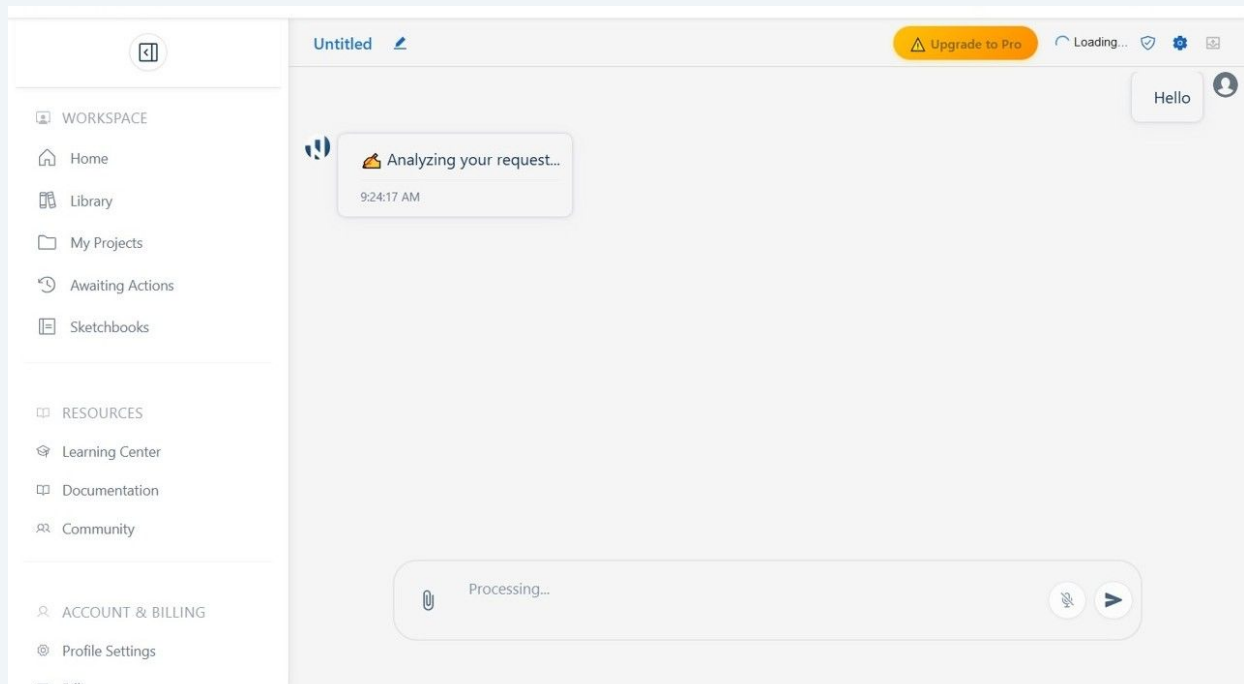 Untitled
Upgrade to Pro
Loading...
Hello
WORKSPACE
Home
Library
My Projects
Awaiting Actions
Sketchbooks
RESOURCES
Learning Center
Documentation
Community
ACCOUNT & BILLING
Profile Settings
✍ Analyzing your request...
9:24:17 AM
Processing...